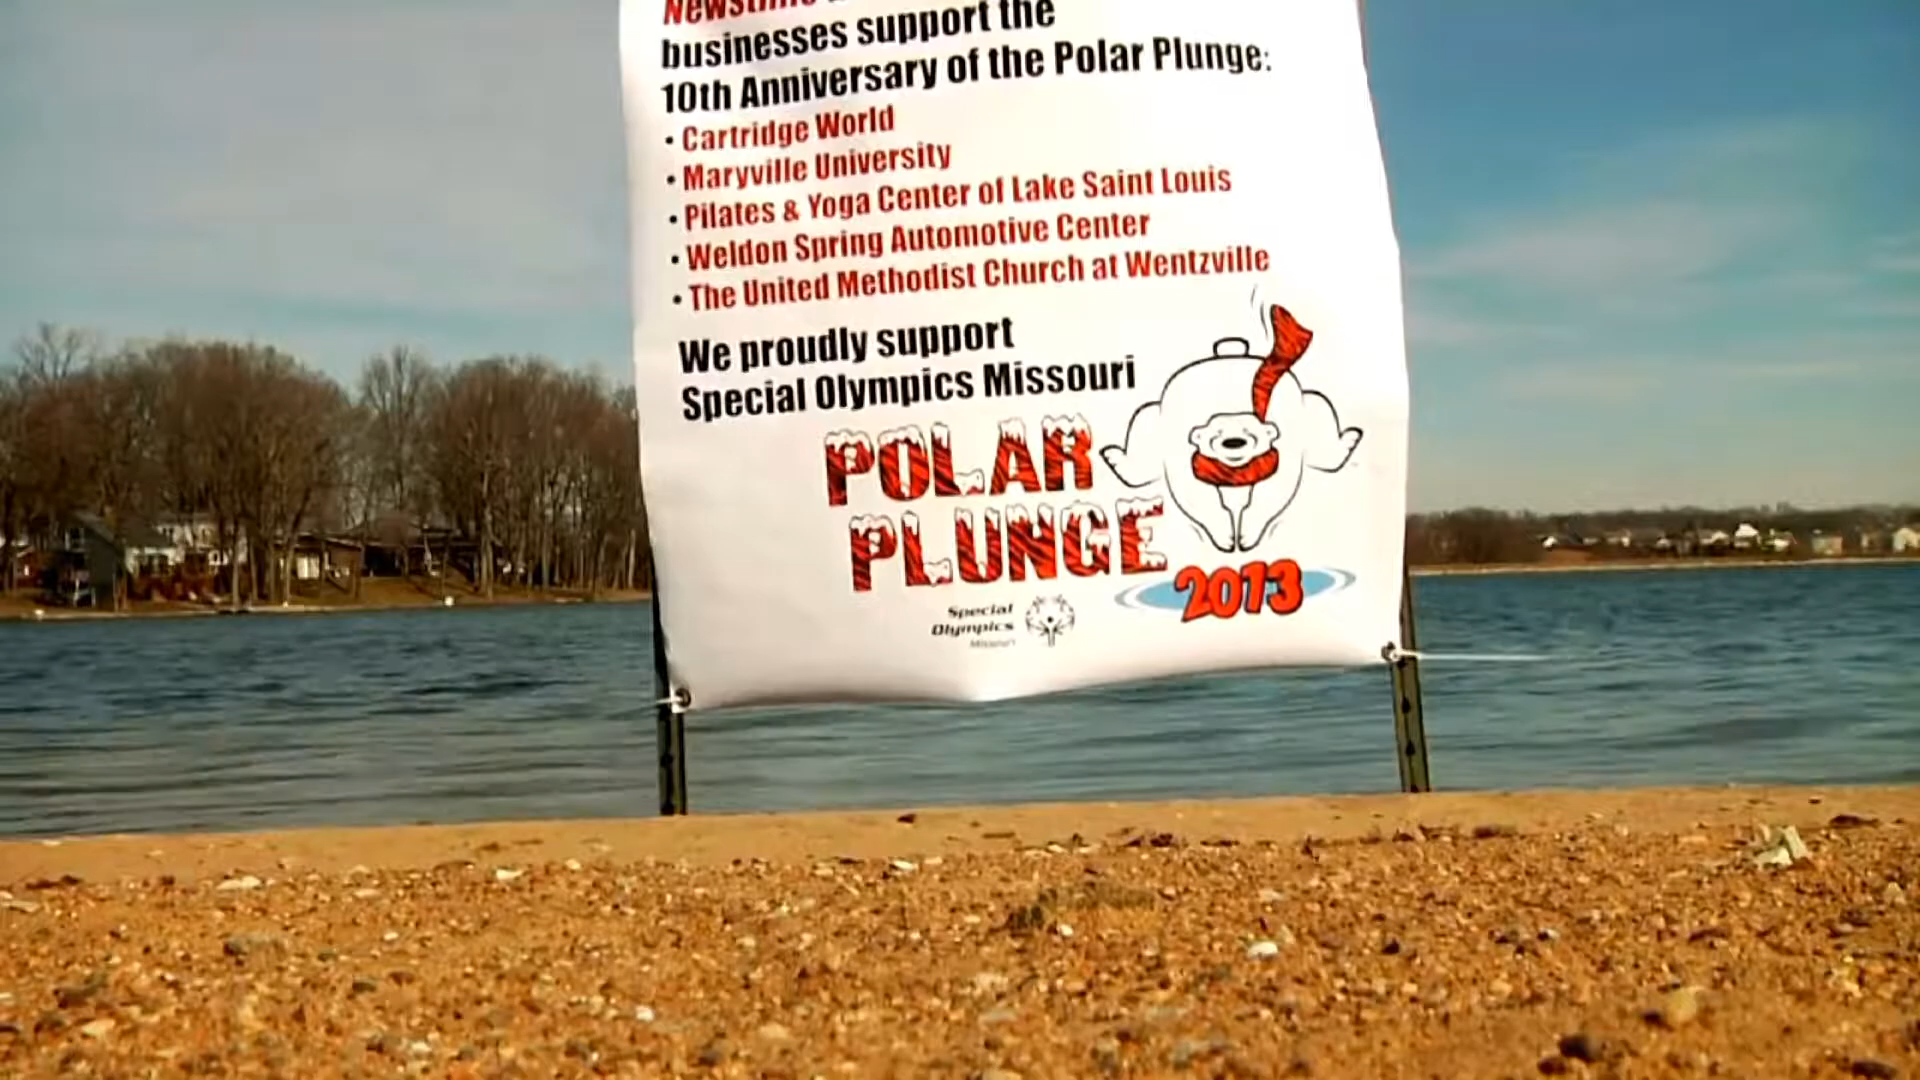 businesses support the
10th Anniversary of the Polar Plunge:
• Cartridge World
• Maryville University
• Pilates & Yoga Center of Lake Saint Louis
• Weldon Spring Automotive Center
• The United Methodist Church at Wentzville
We proudly support
Special Olympics Missouri
POLAR
PLUNGE
2013
Special
Olympics
Missouri